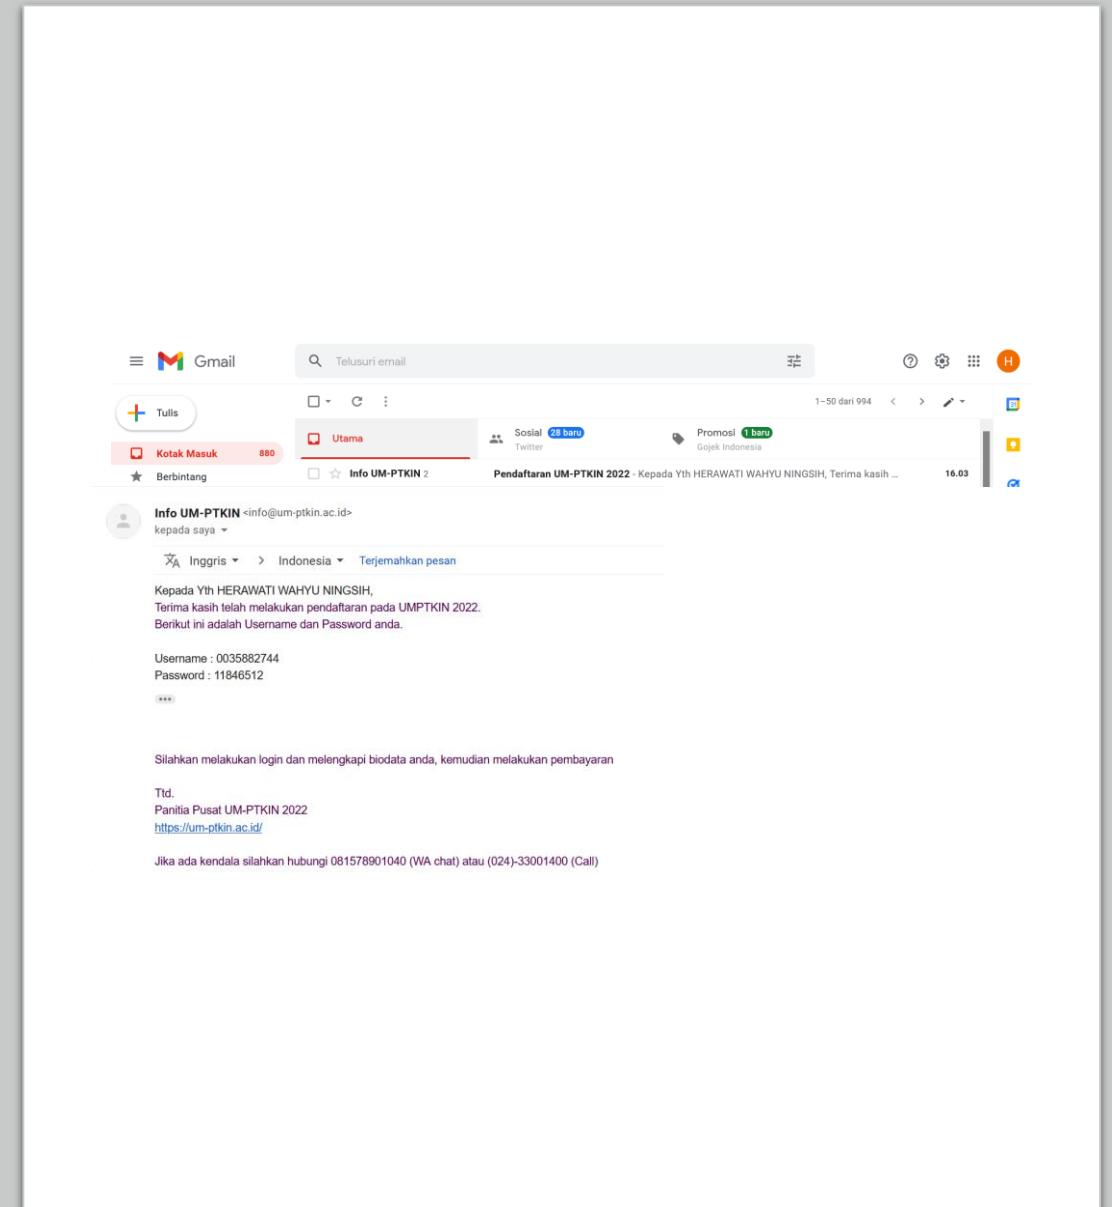 Gmail
Telusuri email
H
Tulis
1–50 dari 994
Kotak Masuk 880
Berbintang
Utama
Sosial 28 baru
Twitter
Promosi 1 baru
Gojek Indonesia
Info UM-PTKIN 2 Pendaftaran UM-PTKIN 2022 - Kepada Yth HERAWATI WAHYU NINGSIH, Terima kasih ... 16.03
31
Info UM-PTKIN <info@um-ptkin.ac.id>
kepada saya
Inggris > Indonesia Terjemahkan pesan
Kepada Yth HERAWATI WAHYU NINGSIH,
Terima kasih telah melakukan pendaftaran pada UMPTKIN 2022.
Berikut ini adalah Username dan Password anda.
Username : 0035882744
Password : 11846512
Silahkan melakukan login dan melengkapi biodata anda, kemudian melakukan pembayaran
Ttd.
Panitia Pusat UM-PTKIN 2022
https://um-ptkin.ac.id/
Jika ada kendala silahkan hubungi 081578901040 (WA chat) atau (024)-33001400 (Call)